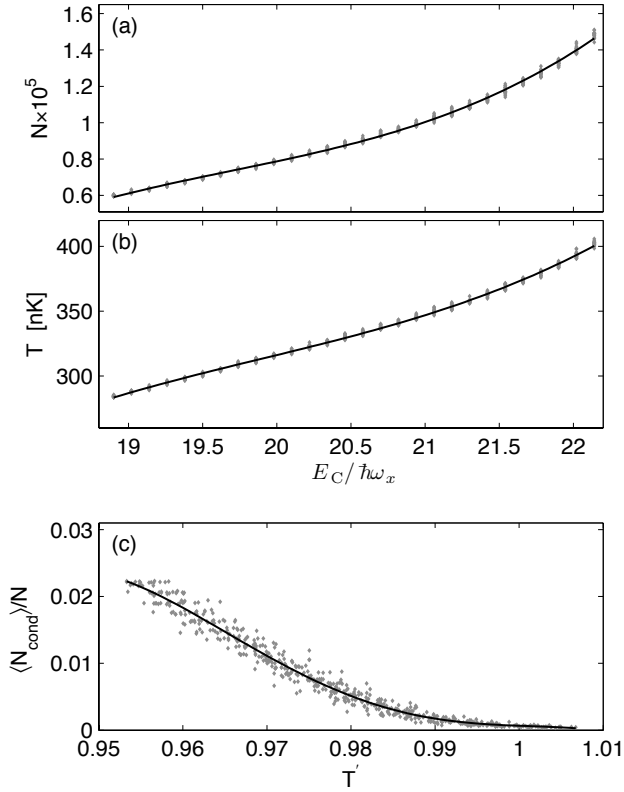 (a)
N×10⁵
1.6
1.4
1.2
1
0.8
0.6
(b)
T [nK]
400
350
300
19 19.5 20 20.5 21 21.5 22
E_C/ℏω_x
(c)
⟨N_cond⟩/N
0.03
0.02
0.01
0
0.95 0.96 0.97 0.98 0.99 1 1.01
T′